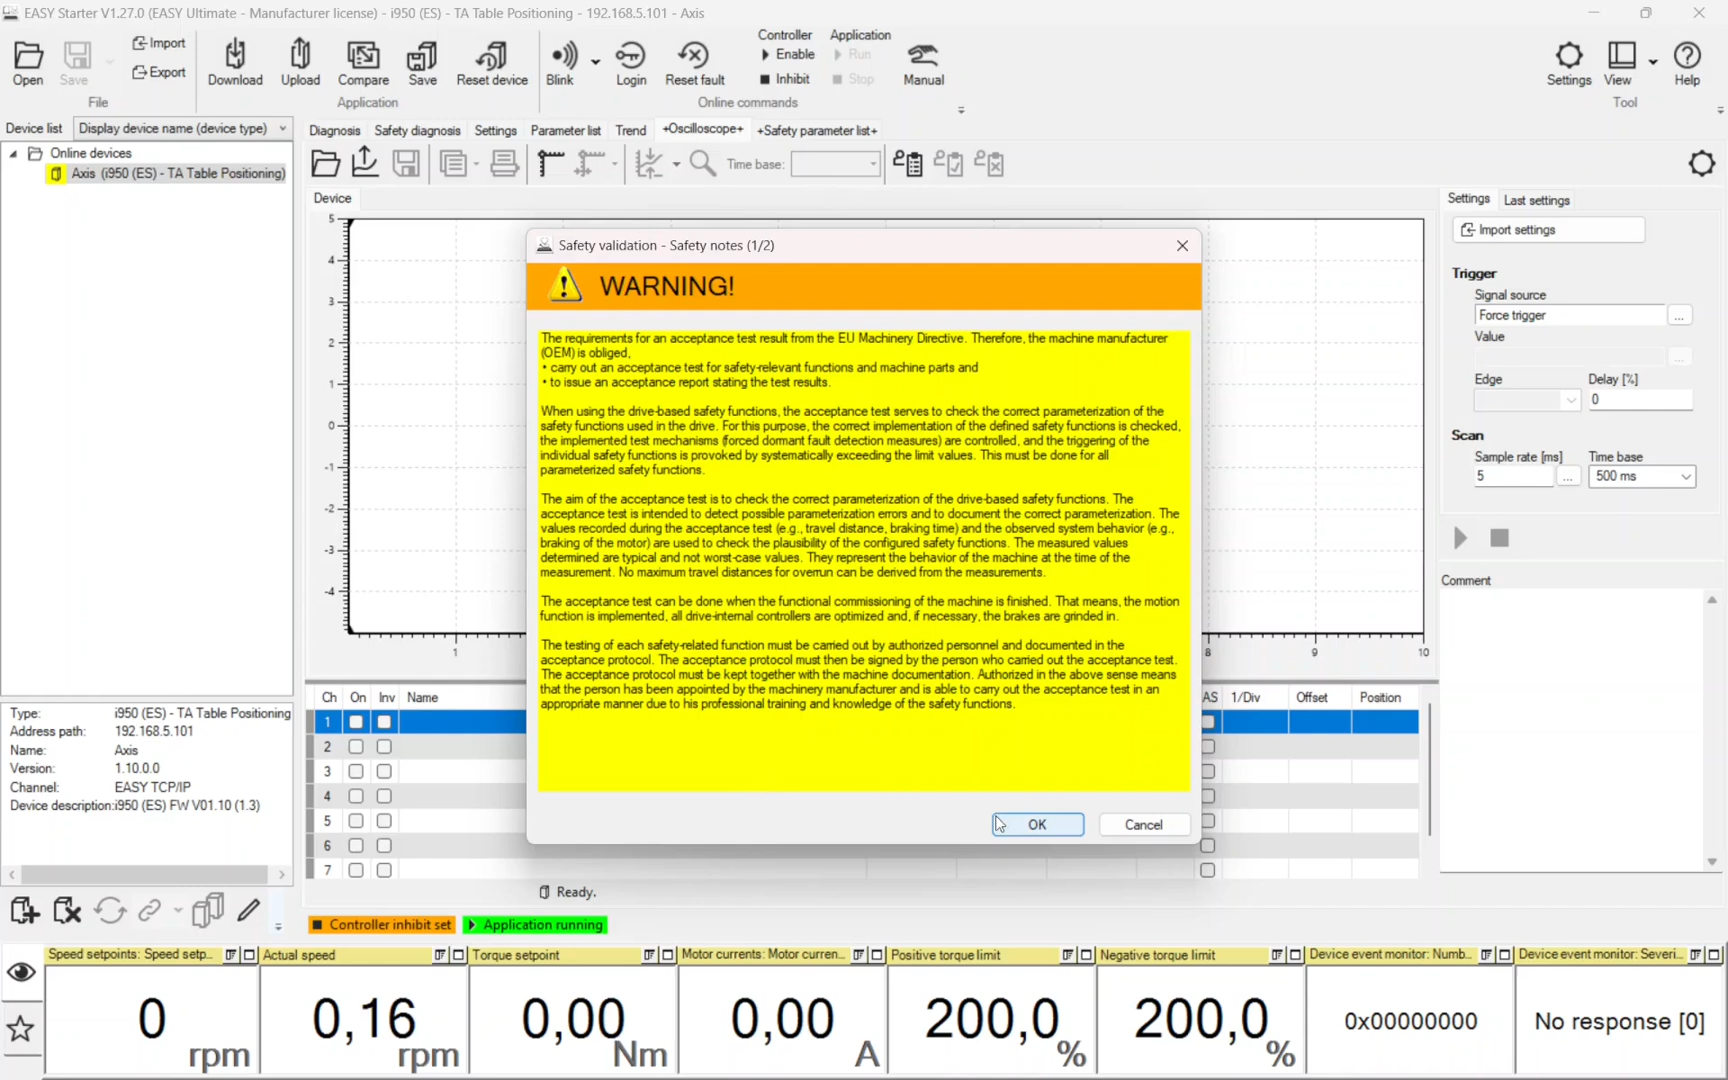 EASY Starter V1.27.0 (EASY Ultimate - Manufacturer license) - i950 (ES) - TA Table Positioning - 192.168.5.101 - Axis
Open
Save
Import
Export
File
Download
Upload
Compare
Save
Reset device
Application
Blink
Login
Reset fault
Controller
Enable
Inhibit
Application
Run
Stop
Manual
Online commands
Settings
View
Help
Tool
Device list
Display device name (device type)
Online devices
Axis (i950 (ES) - TA Table Positioning)
Diagnosis
Safety diagnosis
Settings
Parameter list
Trend
+Oscilloscope+
+Safety parameter list+
Time base:
Device
5
4
3
2
1
0
-1
-2
-3
-4
1
8
9
10
Safety validation - Safety notes (1/2)
WARNING!
The requirements for an acceptance test result from the EU Machinery Directive. Therefore, the machine manufacturer
(OEM) is obliged,
• carry out an acceptance test for safety-relevant functions and machine parts and
• to issue an acceptance report stating the test results.
When using the drive-based safety functions, the acceptance test serves to check the correct parameterization of the
safety functions used in the drive. For this purpose, the correct implementation of the defined safety functions is checked,
the implemented test mechanisms (forced dormant fault detection measures) are controlled, and the triggering of the
individual safety functions is provoked by systematically exceeding the limit values. This must be done for all
parameterized safety functions.
The aim of the acceptance test is to check the correct parameterization of the drive-based safety functions. The
acceptance test is intended to detect possible parameterization errors and to document the correct parameterization. The
values recorded during the acceptance test (e.g., travel distance, braking time) and the observed system behavior (e.g.,
braking of the motor) are used to check the plausibility of the configured safety functions. The measured values
determined are typical and not worst-case values. They represent the behavior of the machine at the time of the
measurement. No maximum travel distances for overrun can be derived from the measurements.
The acceptance test can be done when the functional commissioning of the machine is finished. That means, the motion
function is implemented, all drive-internal controllers are optimized and, if necessary, the brakes are grinded in.
The testing of each safety-related function must be carried out by authorized personnel and documented in the
acceptance protocol. The acceptance protocol must then be signed by the person who carried out the acceptance test.
The acceptance protocol must be kept together with the machine documentation. Authorized in the above sense means
that the person has been appointed by the machinery manufacturer and is able to carry out the acceptance test in an
appropriate manner due to his professional training and knowledge of the safety functions.
OK
Cancel
Settings
Last settings
Import settings
Trigger
Signal source
Force trigger
...
Value
...
Edge
Delay [%]
0
Scan
Sample rate [ms]
Time base
5
...
500 ms
Comment
Type: i950 (ES) - TA Table Positioning
Address path: 192.168.5.101
Name: Axis
Version: 1.10.0.0
Channel: EASY TCP/IP
Device description:i950 (ES) FW V01.10 (1.3)
Ch On Inv Name
AS 1/Div Offset Position
1
2
3
4
5
6
7
Ready.
Controller inhibit set
Application running
Speed setpoints: Speed setp...
0
rpm
Actual speed
0,16
rpm
Torque setpoint
0,00
Nm
Motor currents: Motor curren...
0,00
A
Positive torque limit
200,0
%
Negative torque limit
200,0
%
Device event monitor: Numb...
0x00000000
Device event monitor: Severi...
No response [0]